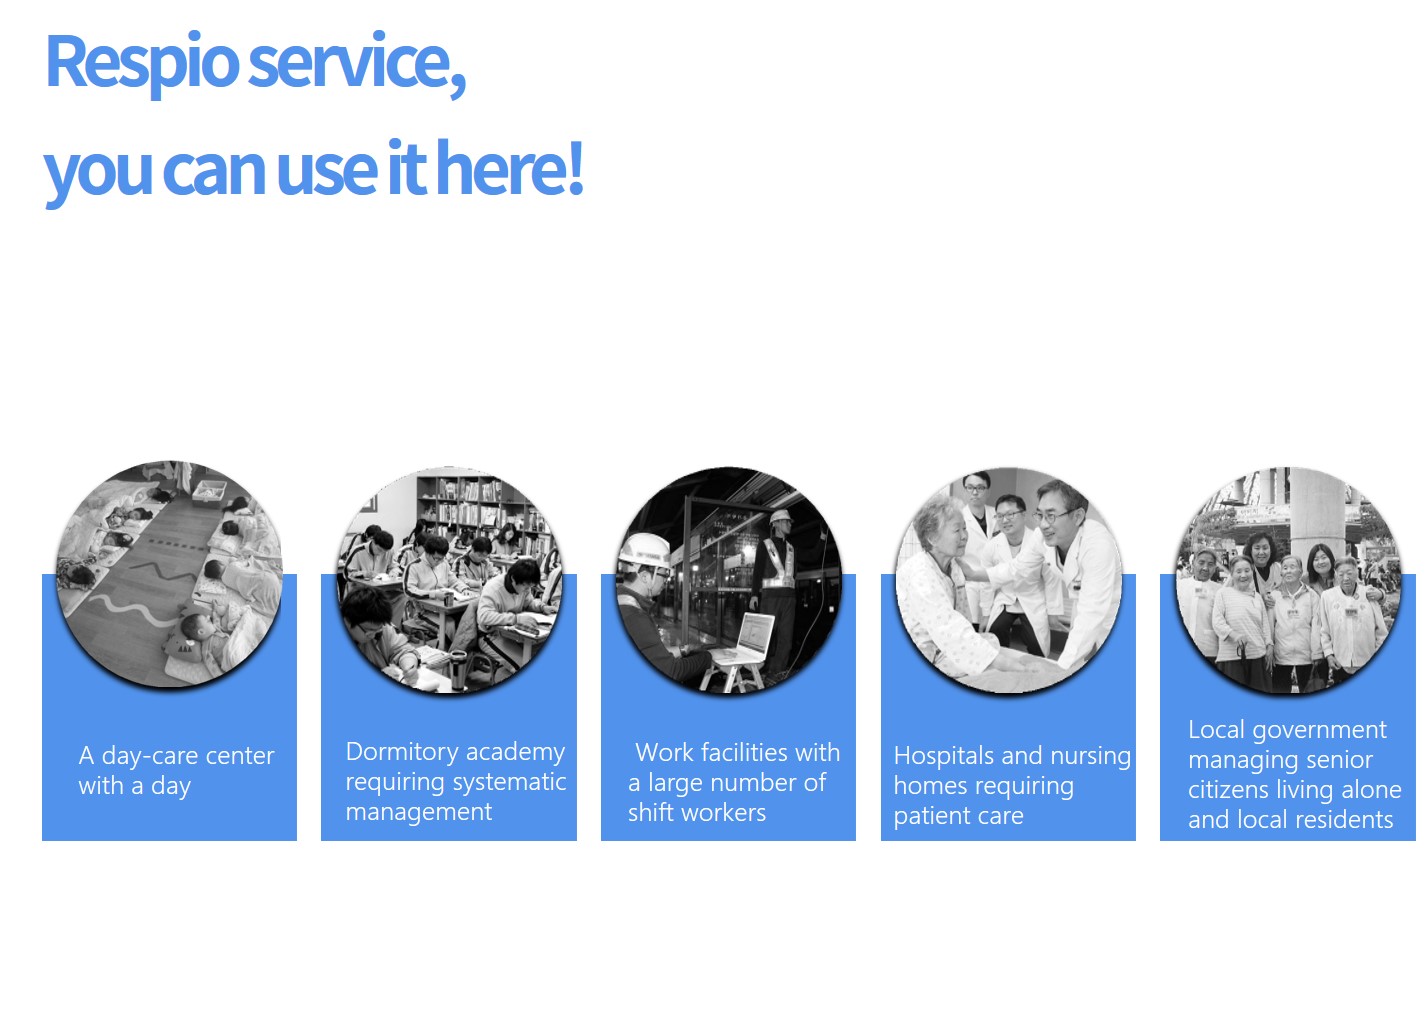 Respio service,
you can use it here!
A day-care center
with a day
Dormitory academy
requiring systematic
management
Work facilities with
a large number of
shift workers
Hospitals and nursing
homes requiring
patient care
Local government
managing senior
citizens living alone
and local residents